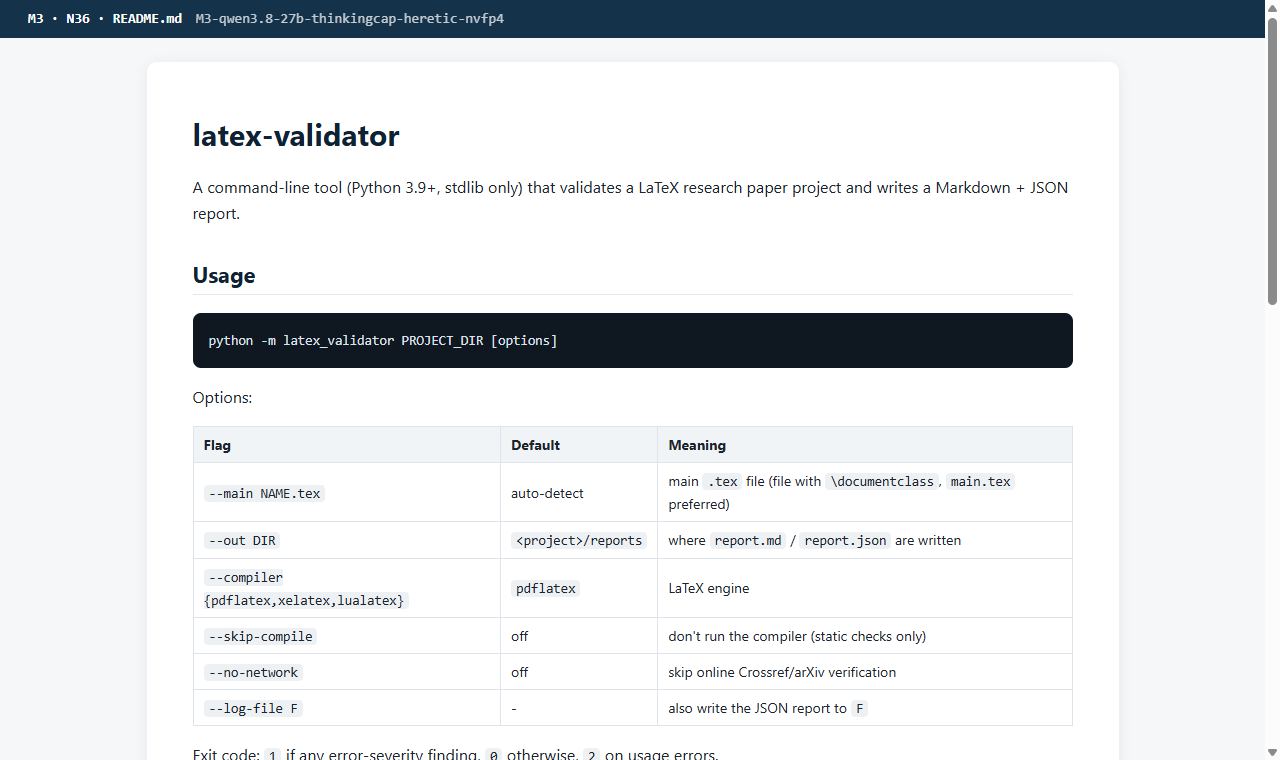 M3 • N36 • README.md M3-qwen3.8-27b-thinkingcap-heretic-nvfp4
latex-validator
A command-line tool (Python 3.9+, stdlib only) that validates a LaTeX research paper project and writes a Markdown + JSON
report.
Usage
python -m latex_validator PROJECT_DIR [options]
Options:
Flag Default Meaning
--main NAME.tex auto-detect main .tex file (file with \documentclass, main.tex
preferred)
--out DIR <project>/reports where report.md / report.json are written
--compiler
{pdflatex,xelatex,lualatex} pdflatex LaTeX engine
--skip-compile off don't run the compiler (static checks only)
--no-network off skip online Crossref/arXiv verification
--log-file F - also write the JSON report to F
Exit code: 1 if any error-severity finding, 0 otherwise, 2 on usage errors.